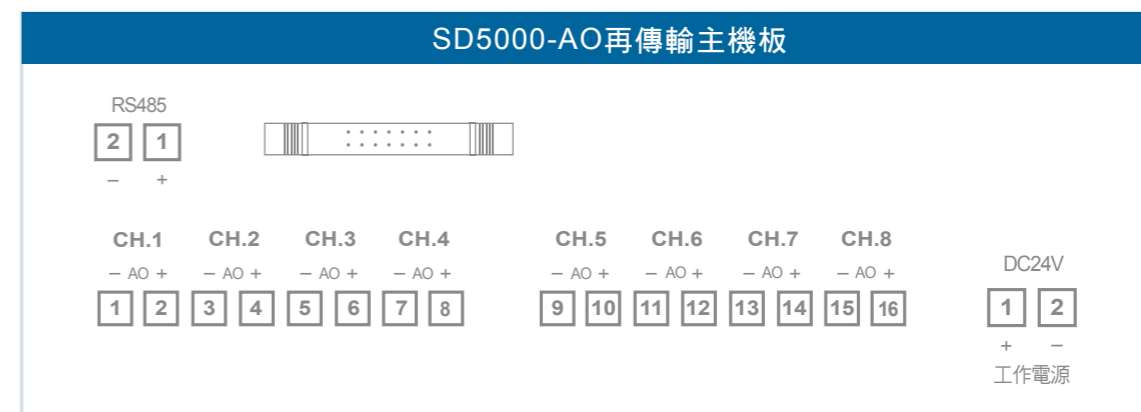 SD5000-AO再傳輸主機板
RS485
2 1
– +
CH.1 CH.2 CH.3 CH.4 CH.5 CH.6 CH.7 CH.8
– AO + – AO + – AO + – AO + – AO + – AO + – AO + – AO +
DC24V
1 2 3 4 5 6 7 8 9 10 11 12 13 14 15 16
1 2
+ –
工作電源